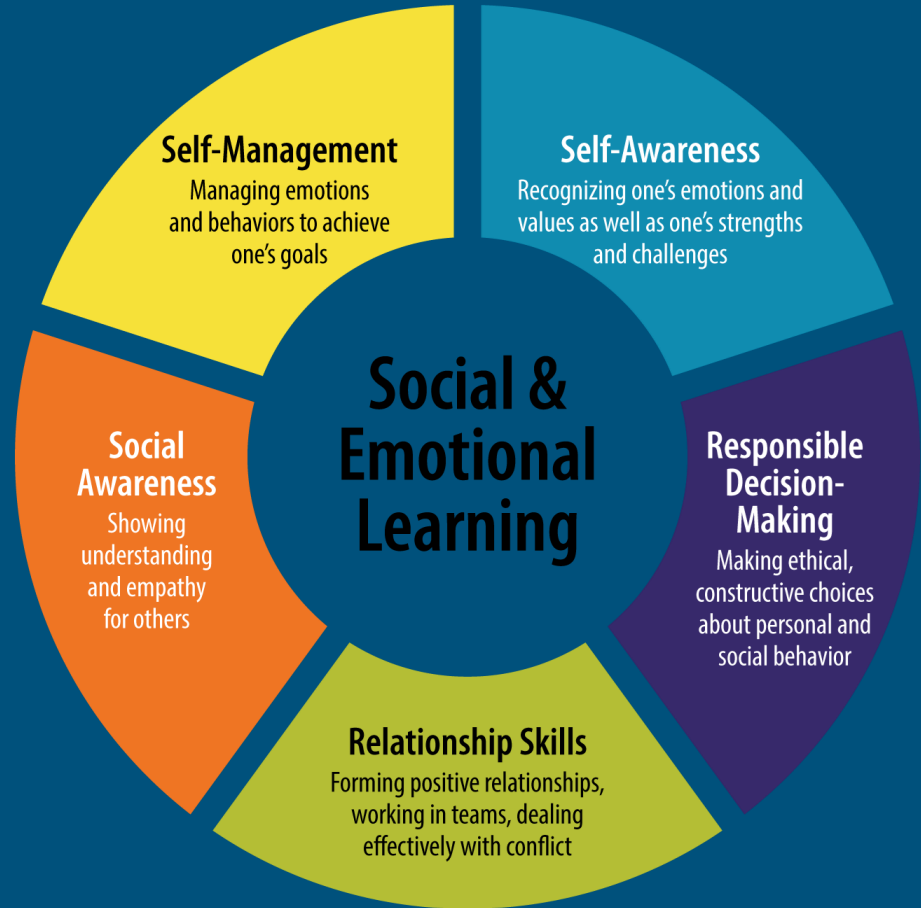 Self-Management
Managing emotions
and behaviors to achieve
one's goals
Self-Awareness
Recognizing one's emotions and
values as well as one's strengths
and challenges
Social &
Emotional
Learning
Social
Awareness
Showing
understanding
and empathy
for others
Responsible
Decision-
Making
Making ethical,
constructive choices
about personal and
social behavior
Relationship Skills
Forming positive relationships,
working in teams, dealing
effectively with conflict